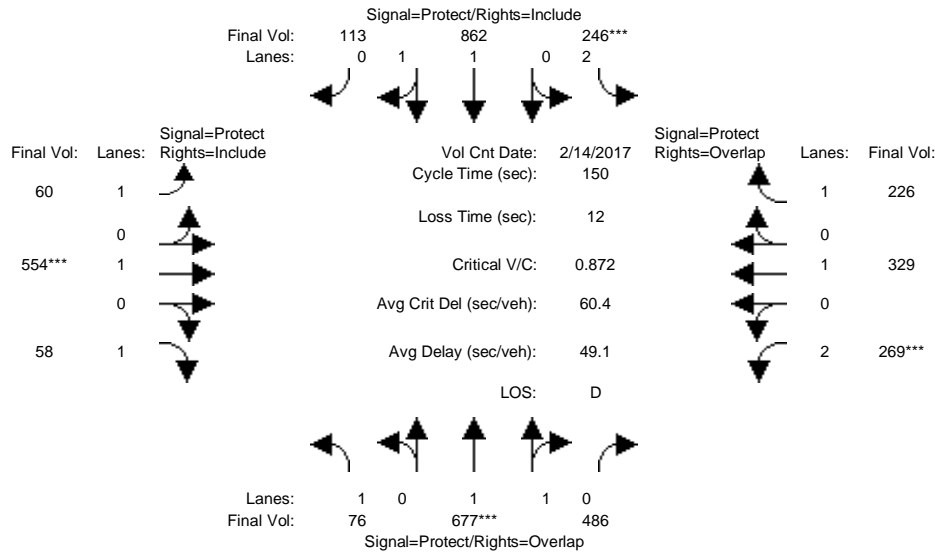 Signal=Protect/Rights=Include
Final Vol: 113 862 246***
Lanes: 0 1 1 0 2
Signal=Protect
Final Vol: Lanes: Rights=Include
Vol Cnt Date: 2/14/2017
Signal=Protect
Rights=Overlap Lanes: Final Vol:
Cycle Time (sec): 150
60 1
1 226
Loss Time (sec): 12
0
0
554*** 1
Critical V/C: 0.872
1 329
0
Avg Crit Del (sec/veh): 60.4
0
58 1
Avg Delay (sec/veh): 49.1
2 269***
LOS: D
Lanes: 1 0 1 1 0
Final Vol: 76 677*** 486
Signal=Protect/Rights=Overlap